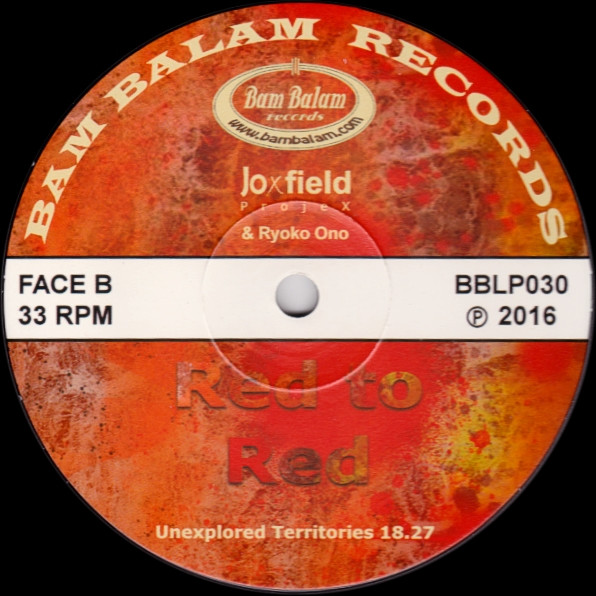 BAM BALAM RECORDS
Bam Balam
records
www.bambalam.com
Joxfield
ProjeX
& Ryoko Ono
FACE B
33 RPM
BBLP030
℗ 2016
Red to
Red
Unexplored Territories 18.27